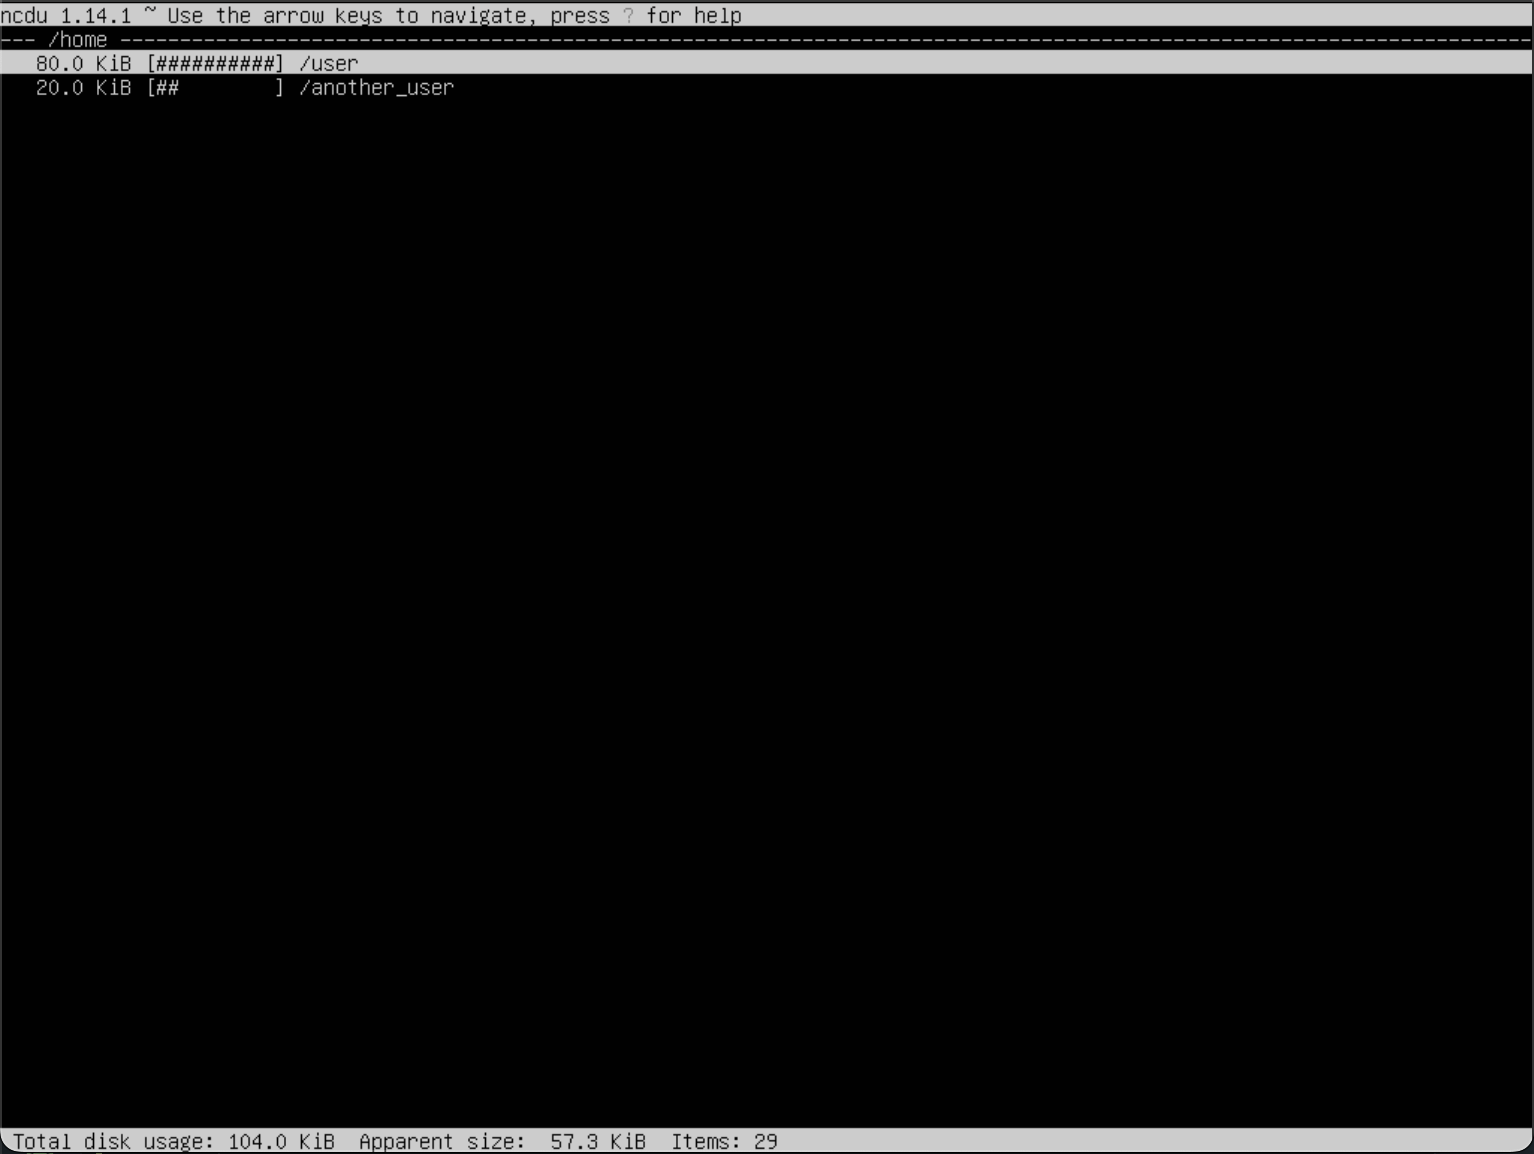 ncdu 1.14.1 ~ Use the arrow keys to navigate, press ? for help
--- /home ----------------------------------------------------------------------------------------------------------------------
   80.0 KiB [##########] /user
   20.0 KiB [##        ] /another_user
 Total disk usage: 104.0 KiB  Apparent size:  57.3 KiB  Items: 29